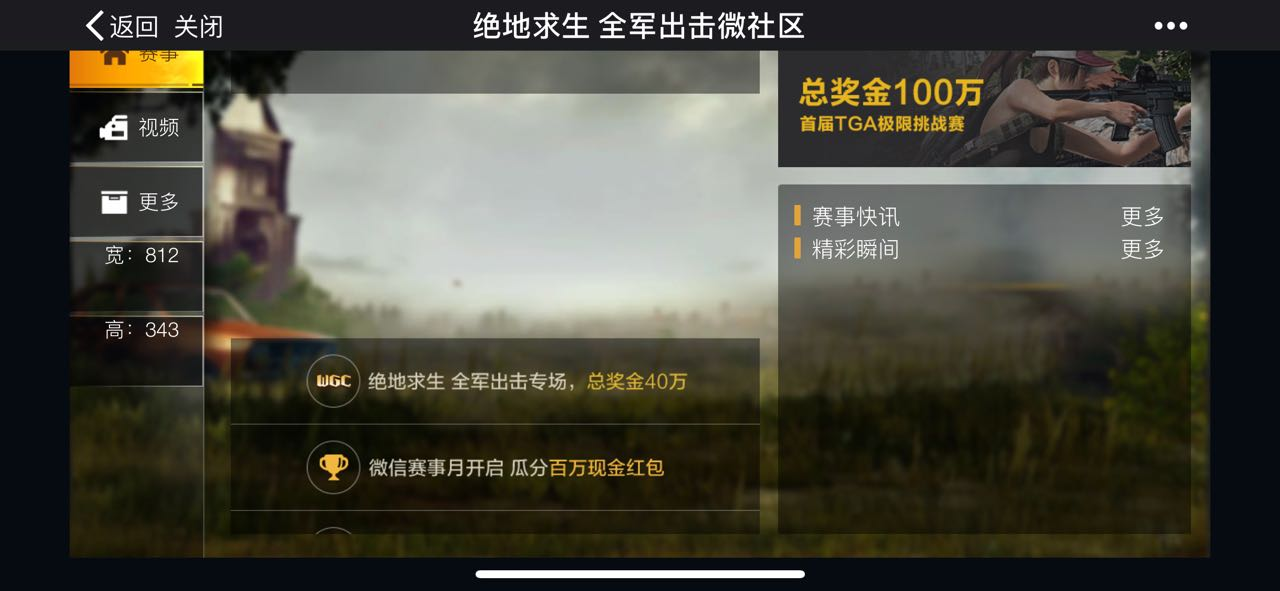 返回 关闭
绝地求生 全军出击微社区
赛事
视频
更多
宽：812
高：343
总奖金100万
首届TGA极限挑战赛
赛事快讯 更多
精彩瞬间 更多
WGC 绝地求生 全军出击专场，总奖金40万
微信赛事月开启 瓜分百万现金红包